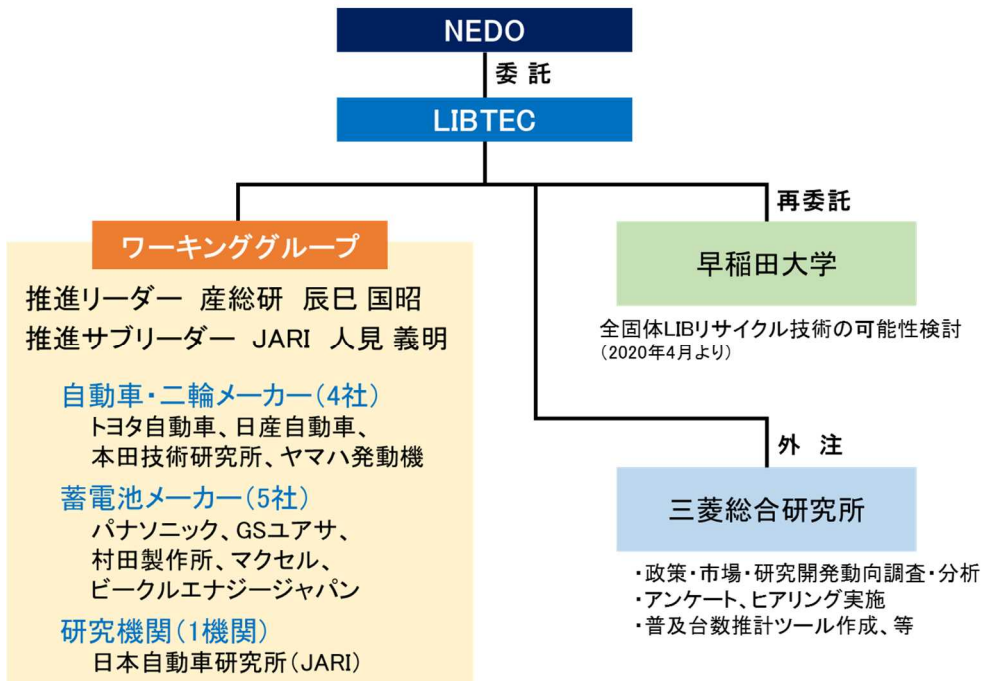 NEDO
委 託
LIBTEC
ワーキンググループ
推進リーダー 産総研 辰巳 国昭
推進サブリーダー JARI 人見 義明
自動車・二輪メーカー(4社)
トヨタ自動車、日産自動車、
本田技術研究所、ヤマハ発動機
蓄電池メーカー(5社)
パナソニック、GSユアサ、
村田製作所、マクセル、
ビークルエナジージャパン
研究機関(1機関)
日本自動車研究所(JARI)
再委託
早稲田大学
全固体LIBリサイクル技術の可能性検討
(2020年4月より)
外 注
三菱総合研究所
・政策・市場・研究開発動向調査・分析
・アンケート、ヒアリング実施
・普及台数推計ツール作成、等